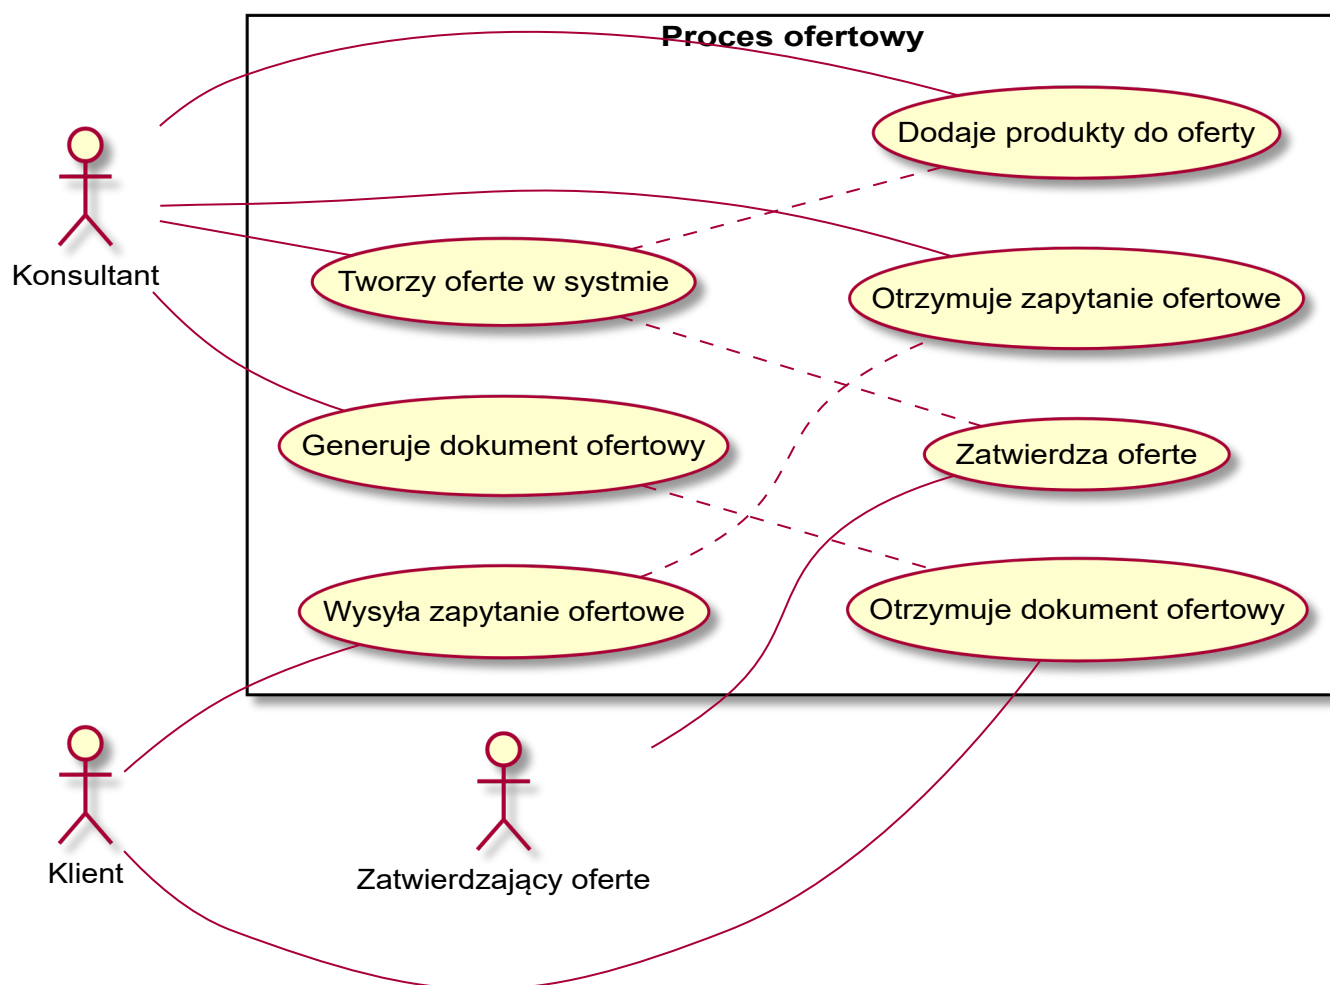 Proces ofertowy
Dodaje produkty do oferty
Konsultant
Tworzy oferte w systmie
Otrzymuje zapytanie ofertowe
Generuje dokument ofertowy
Zatwierdza oferte
Wysyła zapytanie ofertowe
Otrzymuje dokument ofertowy
Klient
Zatwierdzający oferte